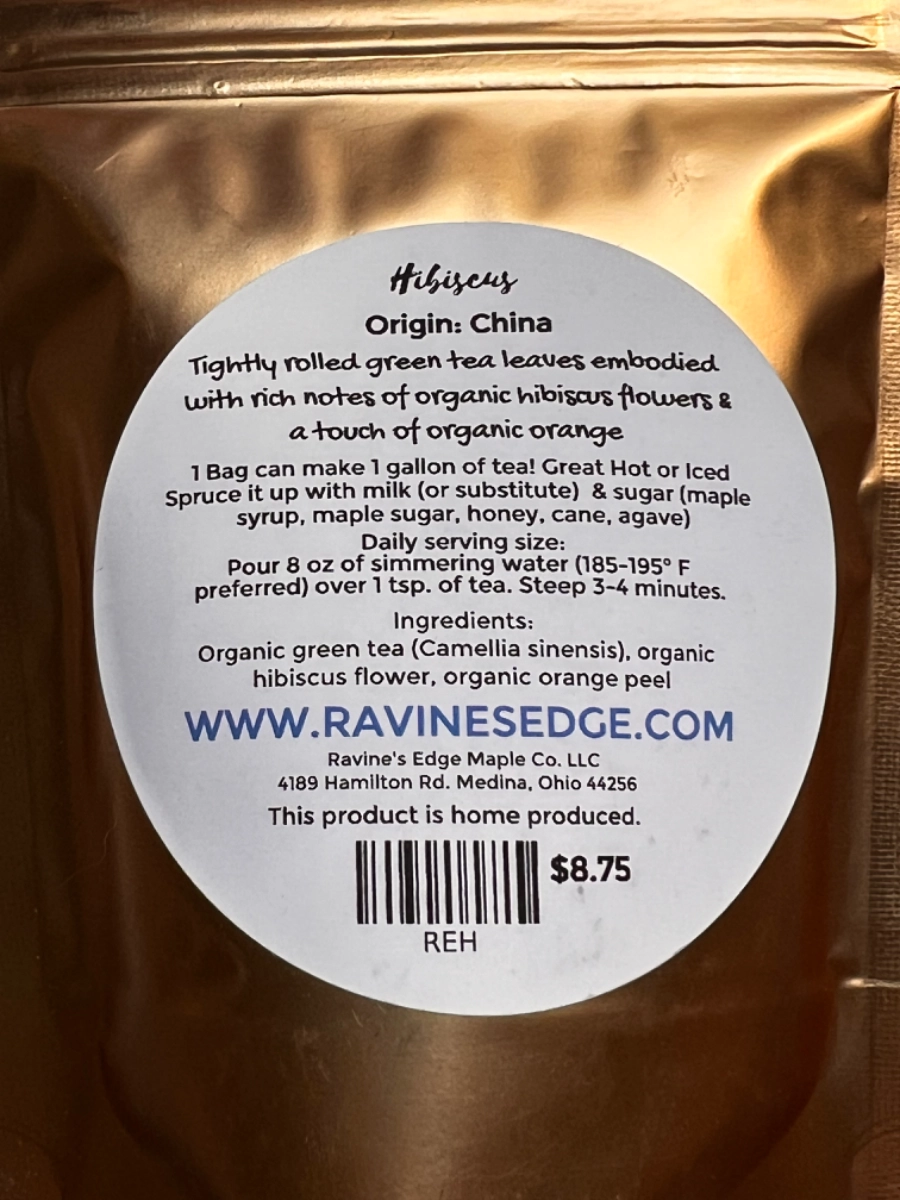 Hibiscus
Origin: China
Tightly rolled green tea leaves embodied
with rich notes of organic hibiscus flowers &
a touch of organic orange
1 Bag can make 1 gallon of tea! Great Hot or Iced
Spruce it up with milk (or substitute) & sugar (maple
syrup, maple sugar, honey, cane, agave)
Daily serving size:
Pour 8 oz of simmering water (185-195° F
preferred) over 1 tsp. of tea. Steep 3-4 minutes.
Ingredients:
Organic green tea (Camellia sinensis), organic
hibiscus flower, organic orange peel
WWW.RAVINESEDGE.COM
Ravine's Edge Maple Co. LLC
4189 Hamilton Rd. Medina, Ohio 44256
This product is home produced.
$8.75
REH